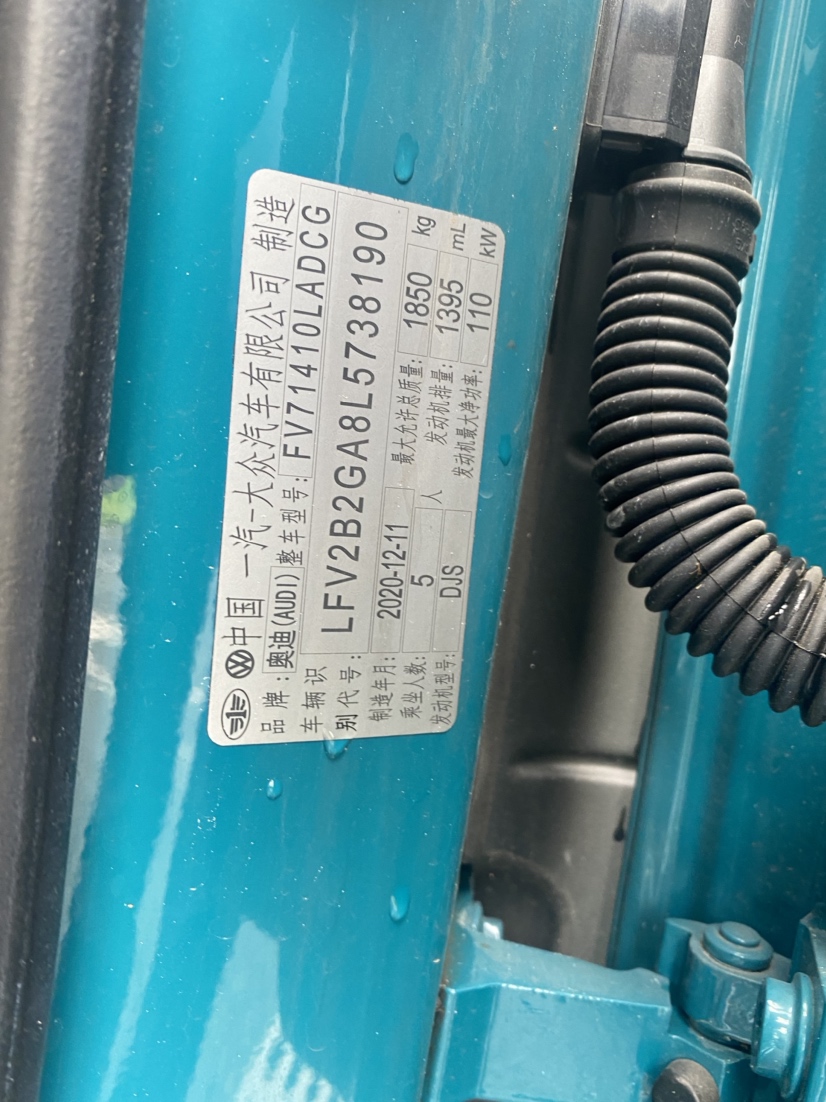 中国 一汽-大众汽车有限公司 制造
品牌: 奥迪(AUDI) 整车型号: FV71410LADCG
车辆识别代号: LFV2B2GA8L5738190
制造年月: 2020-12-11 最大允许总质量: 1850 kg
乘坐人数: 5 人 发动机排量: 1395 mL
发动机型号: DJS 发动机最大净功率: 110 kW